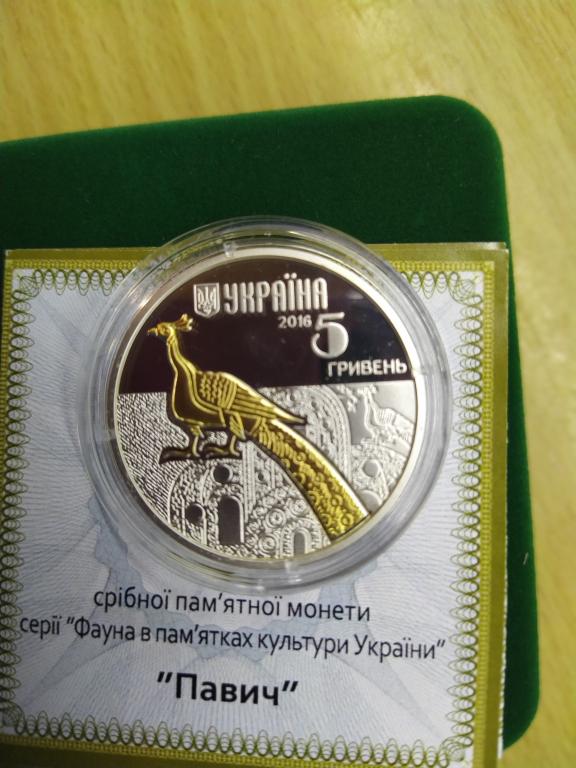 УКРАЇНА
2016 5
ГРИВЕНЬ
срібної пам'ятної монети
серії "Фауна в пам'ятках культури України"
"Павич"